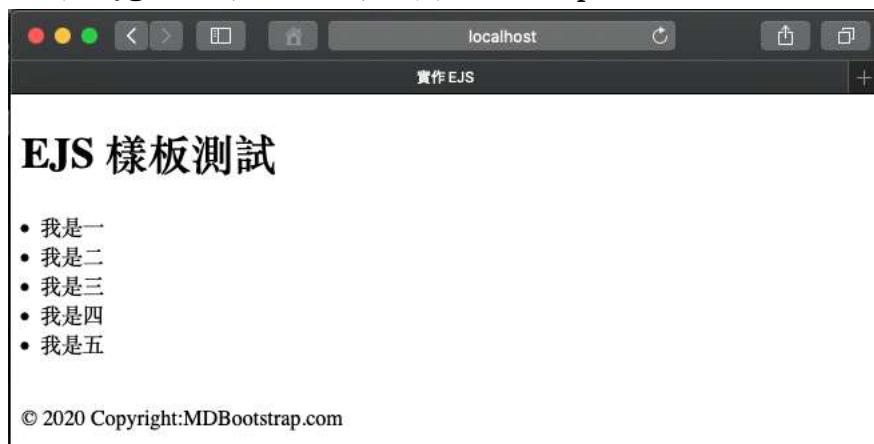 localhost
實作 EJS
EJS 樣板測試
• 我是一
• 我是二
• 我是三
• 我是四
• 我是五
© 2020 Copyright:MDBootstrap.com